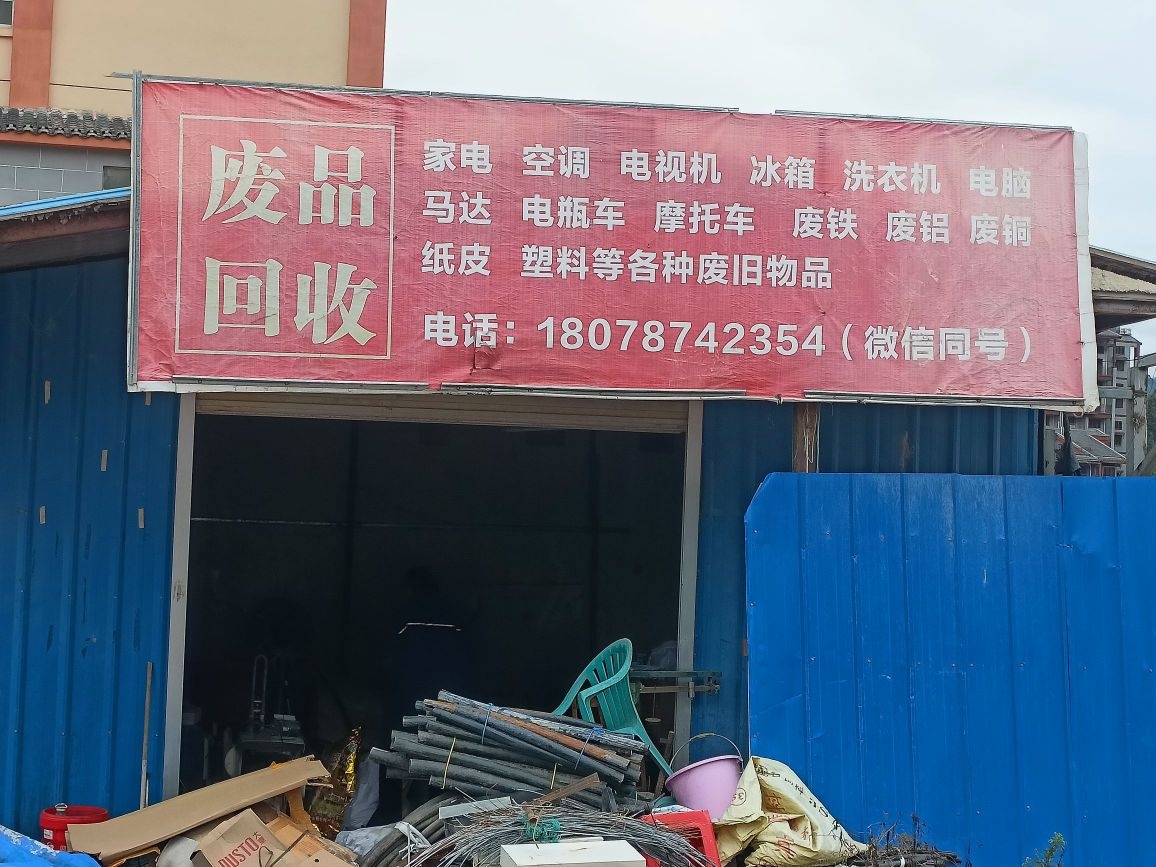 废品
回收
家电 空调 电视机 冰箱 洗衣机 电脑
马达 电瓶车 摩托车 废铁 废铝 废铜
纸皮 塑料等各种废旧物品
电话：18078742354（微信同号）